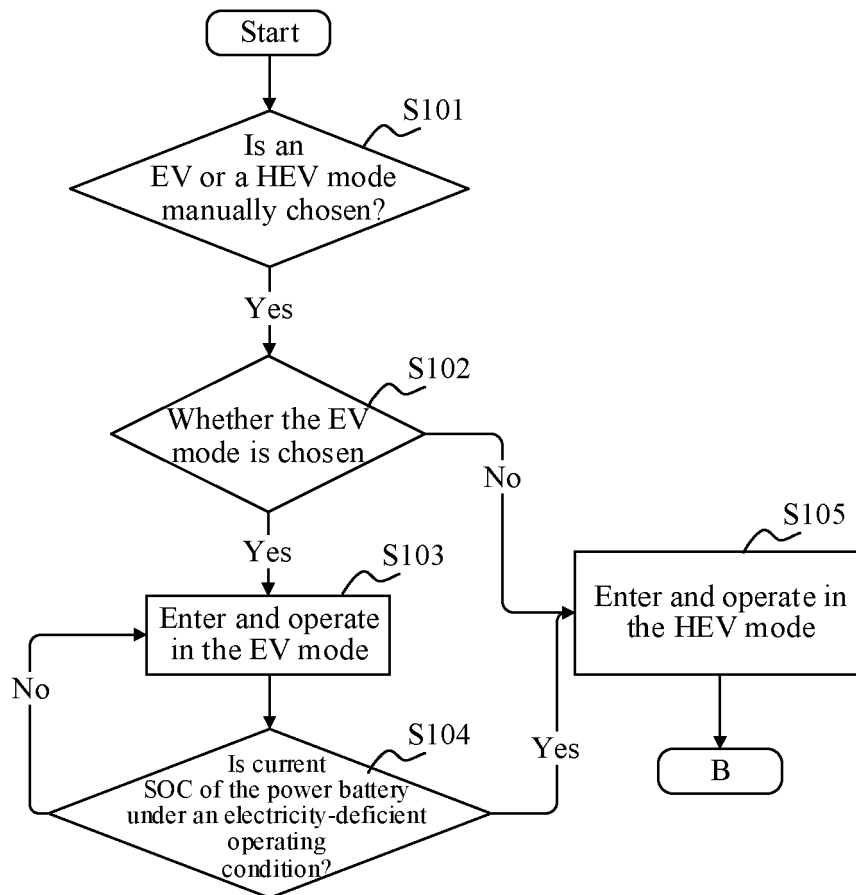 Start
S101
Is an
EV or a HEV mode
manually chosen?
Yes
S102
Whether the EV
mode is chosen
No
Yes
S103
S105
Enter and operate
in the EV mode
Enter and operate in
the HEV mode
No
S104
Yes
Is current
SOC of the power battery
under an electricity-deficient
operating
condition?
B